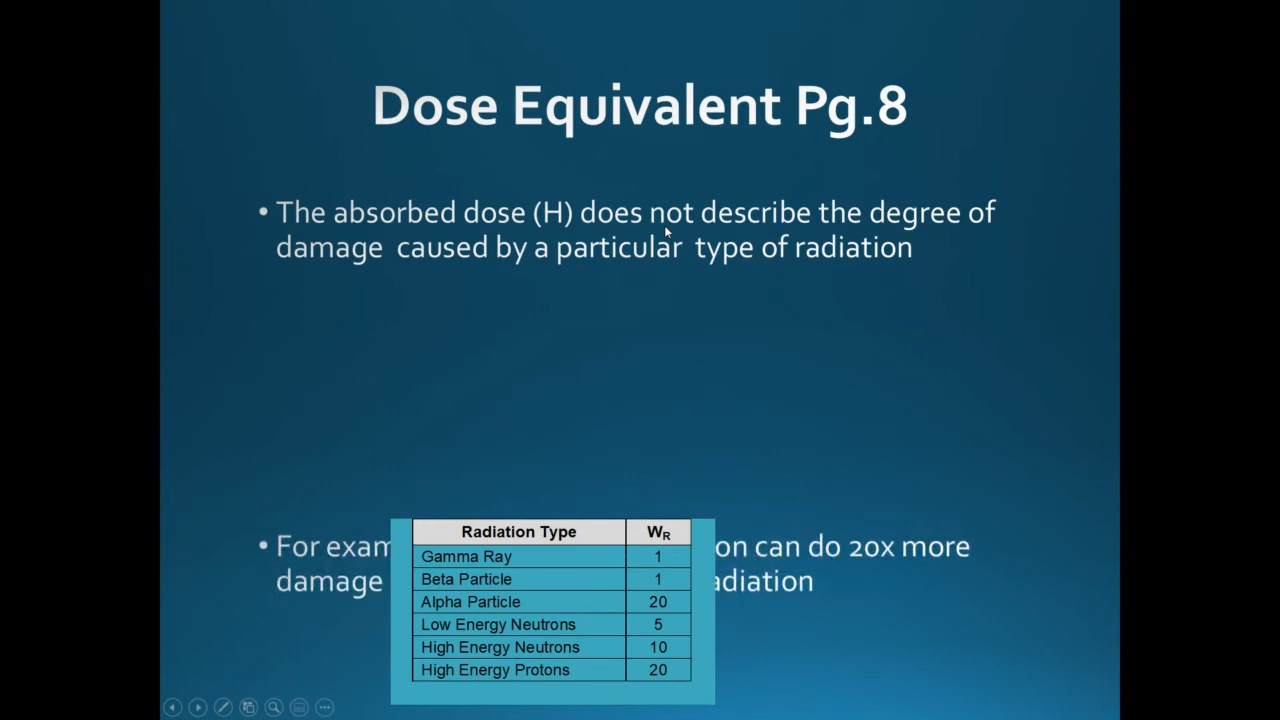 Dose Equivalent Pg.8
• The absorbed dose (H) does not describe the degree of
damage caused by a particular type of radiation
• For exam on can do 20x more
damage adiation
Radiation Type WR
Gamma Ray 1
Beta Particle 1
Alpha Particle 20
Low Energy Neutrons 5
High Energy Neutrons 10
High Energy Protons 20